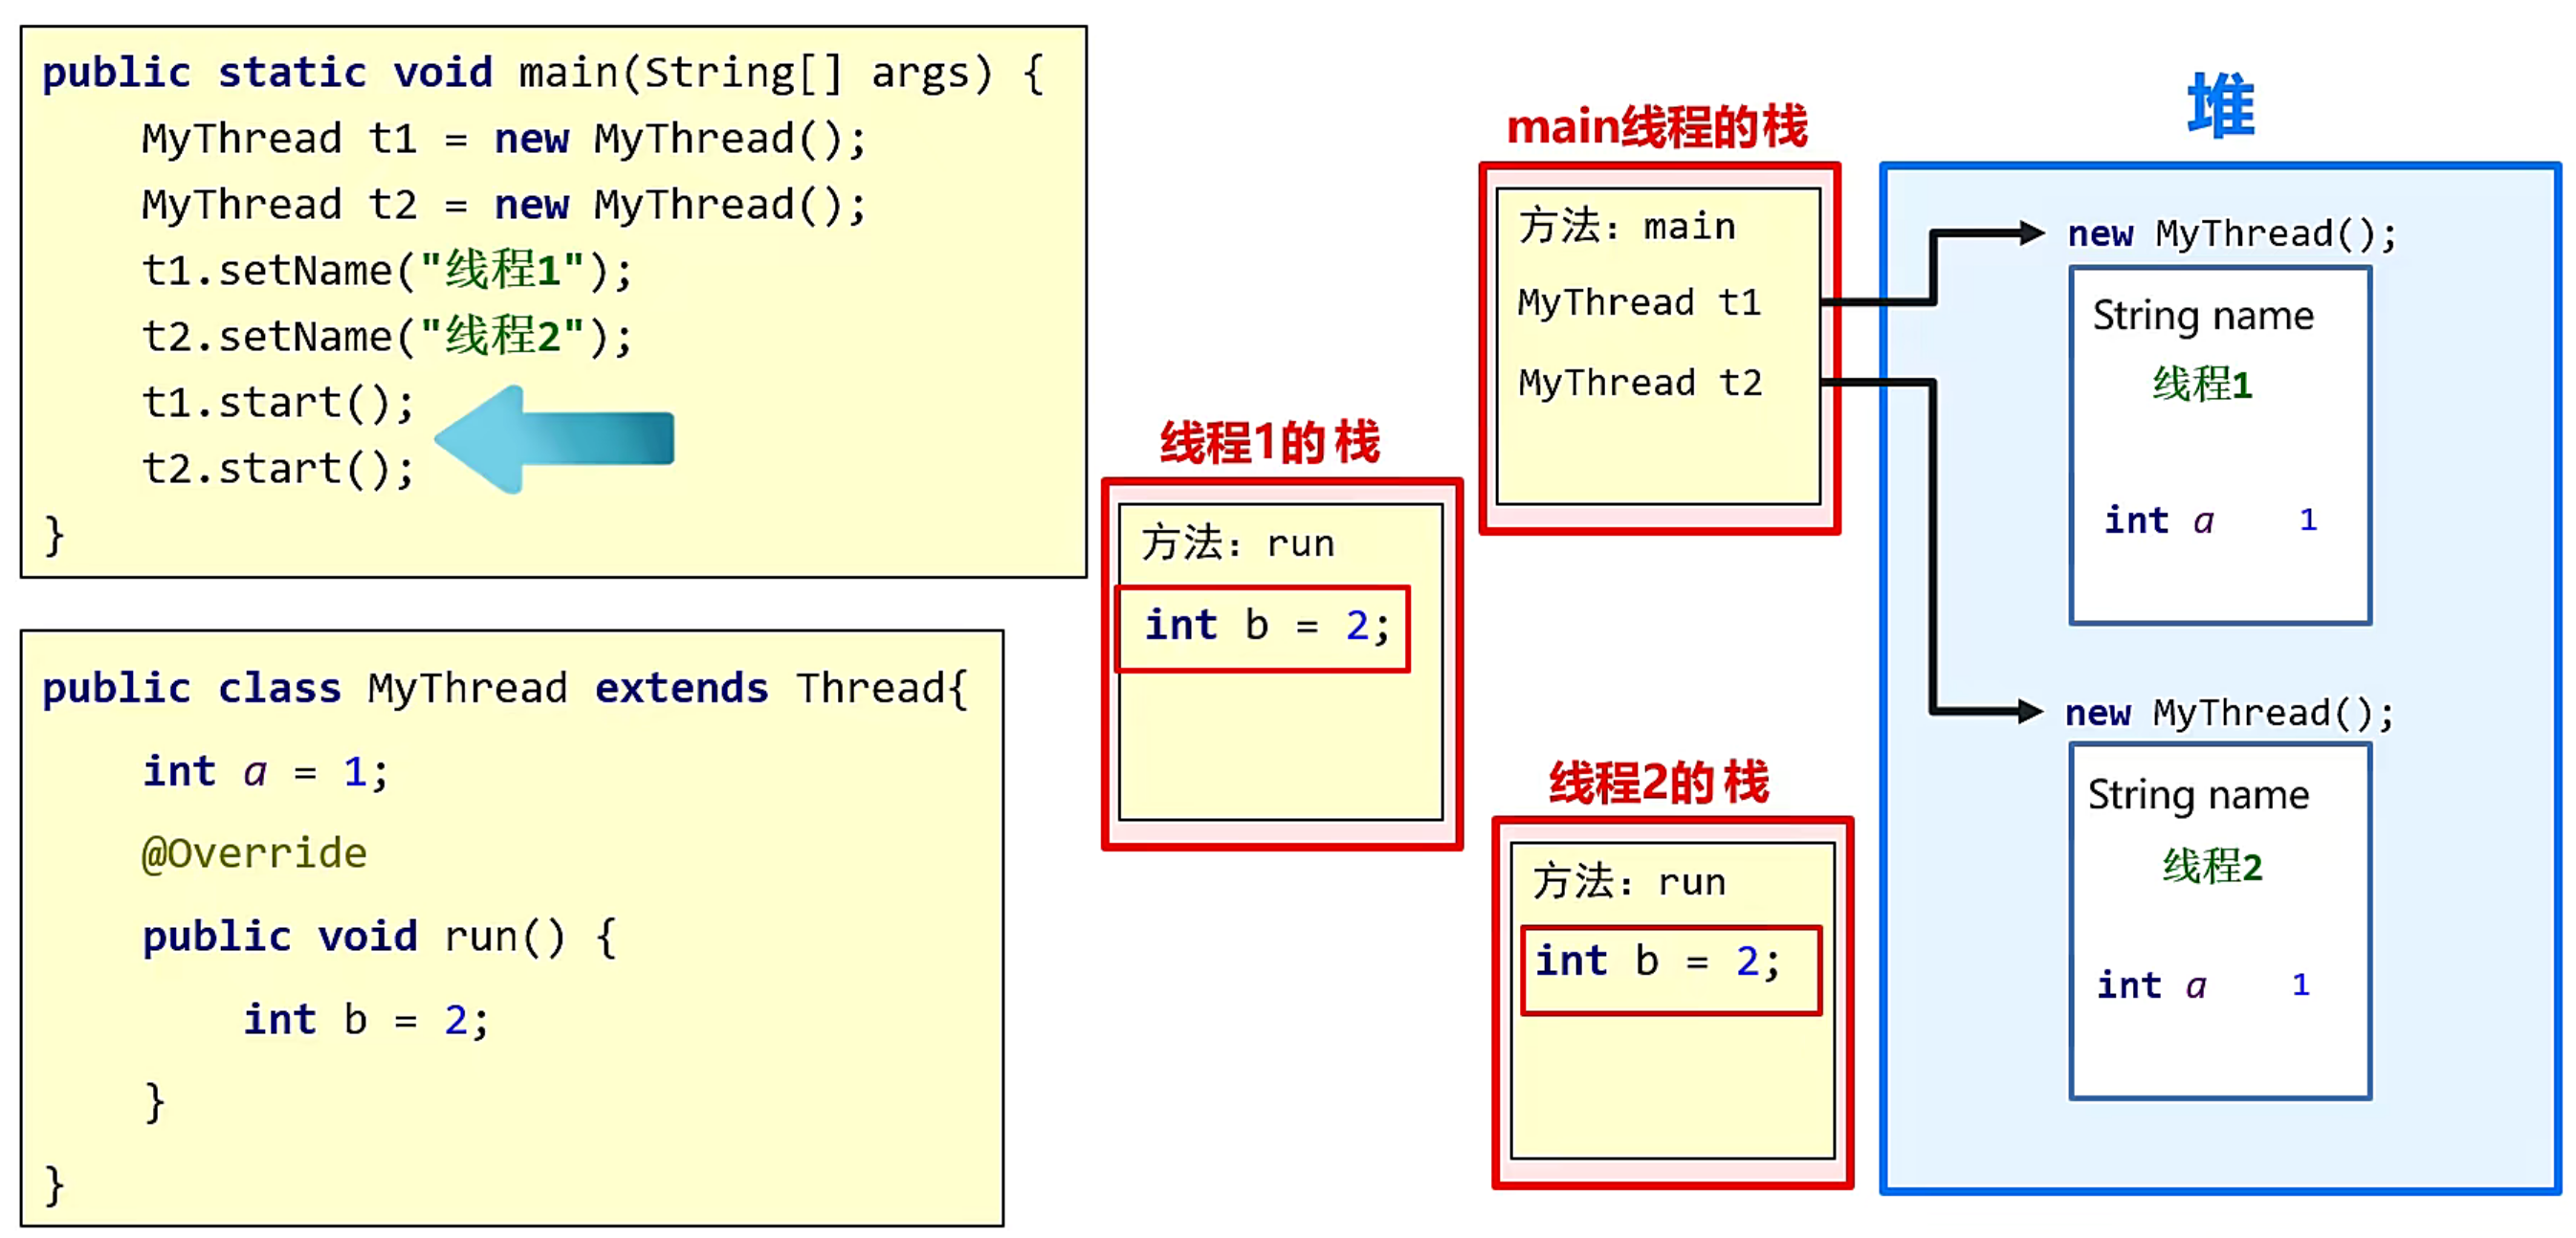 public static void main(String[] args) {
MyThread t1 = new MyThread();
MyThread t2 = new MyThread();
t1.setName("线程1");
t2.setName("线程2");
t1.start();
t2.start();
}
public class MyThread extends Thread{
int a = 1;
@Override
public void run() {
int b = 2;
}
}
线程1的栈
方法：run
int b = 2;
main线程的栈
方法：main
MyThread t1
MyThread t2
线程2的栈
方法：run
int b = 2;
堆
new MyThread();
String name
线程1
int a 1
new MyThread();
String name
线程2
int a 1